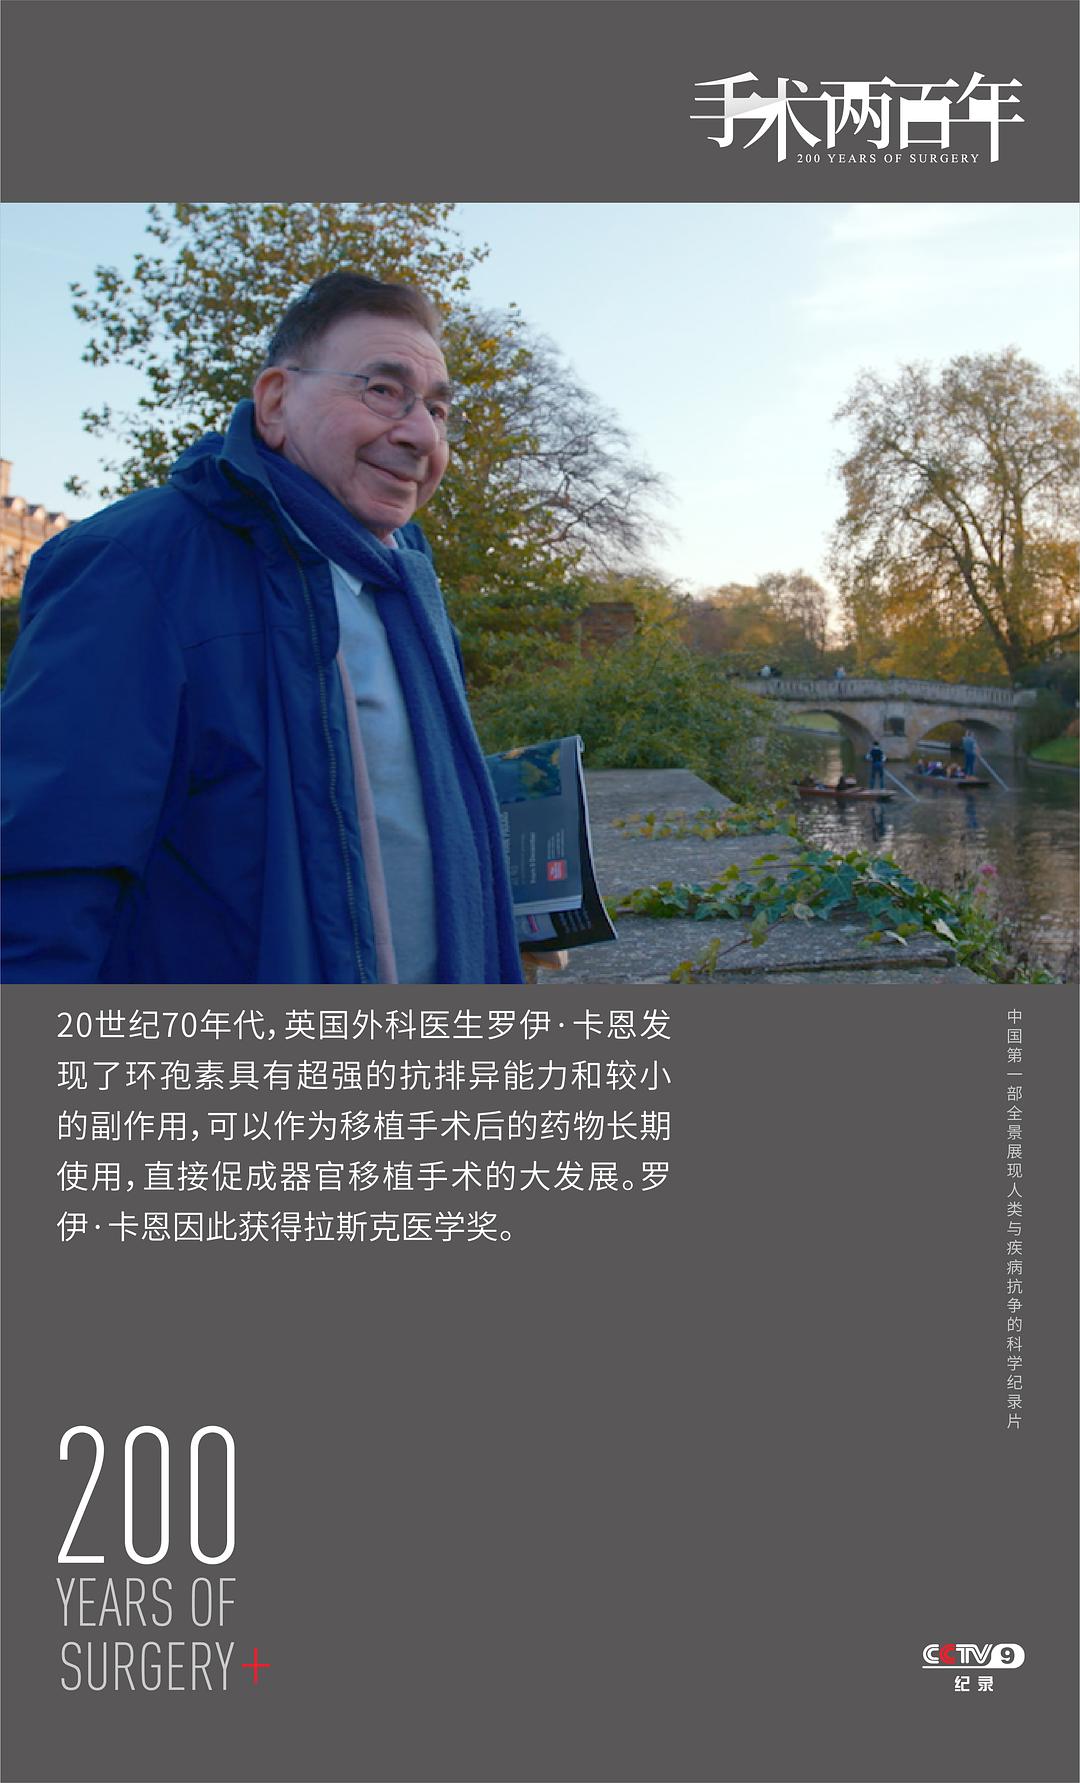 手术两百年
200 YEARS OF SURGERY
20世纪70年代，英国外科医生罗伊·卡恩发
现了环孢素具有超强的抗排异能力和较小
的副作用，可以作为移植手术后的药物长期
使用，直接促成器官移植手术的大发展。罗
伊·卡恩因此获得拉斯克医学奖。
中国第一部全景展现人类与疾病抗争的科学纪录片
200
YEARS OF
SURGERY+
CCTV 9
纪录